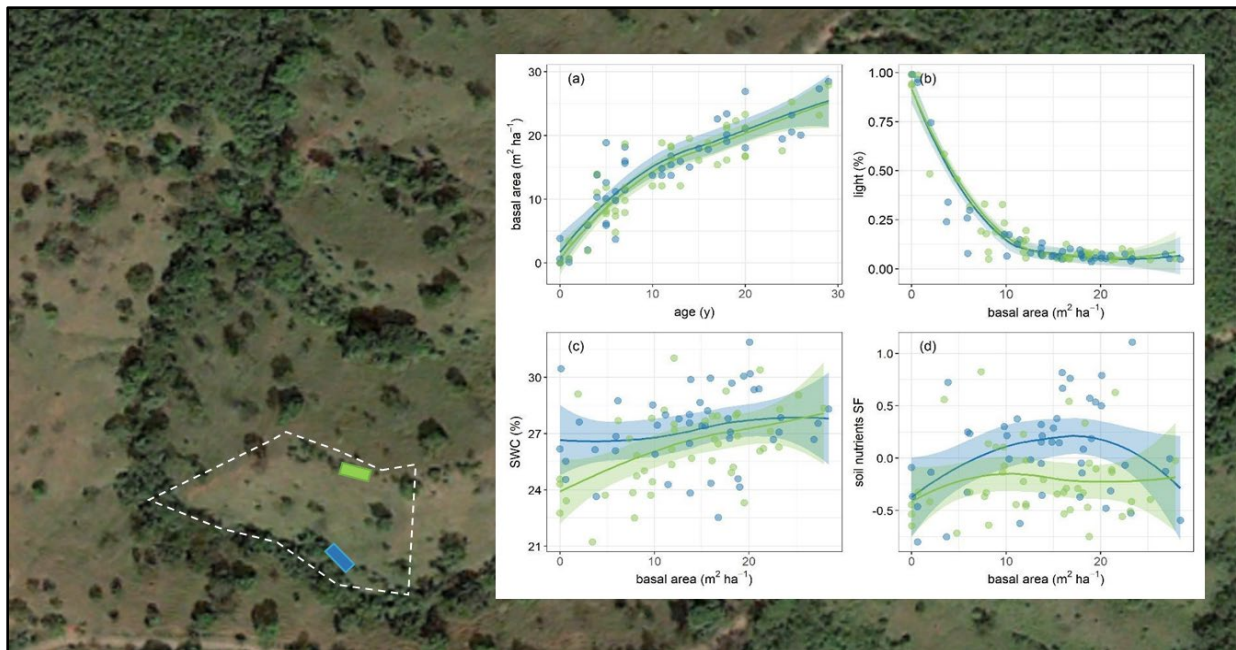 (a)
30
20
10
0
basal area (m² ha⁻¹)
0 10 20 30
age (y)
(b)
1.00
0.75
0.50
0.25
0.00
light (%)
0 10 20
basal area (m² ha⁻¹)
(c)
30
27
24
21
SWC (%)
0 10 20
basal area (m² ha⁻¹)
(d)
1.0
0.5
0.0
-0.5
soil nutrients SF
0 10 20
basal area (m² ha⁻¹)